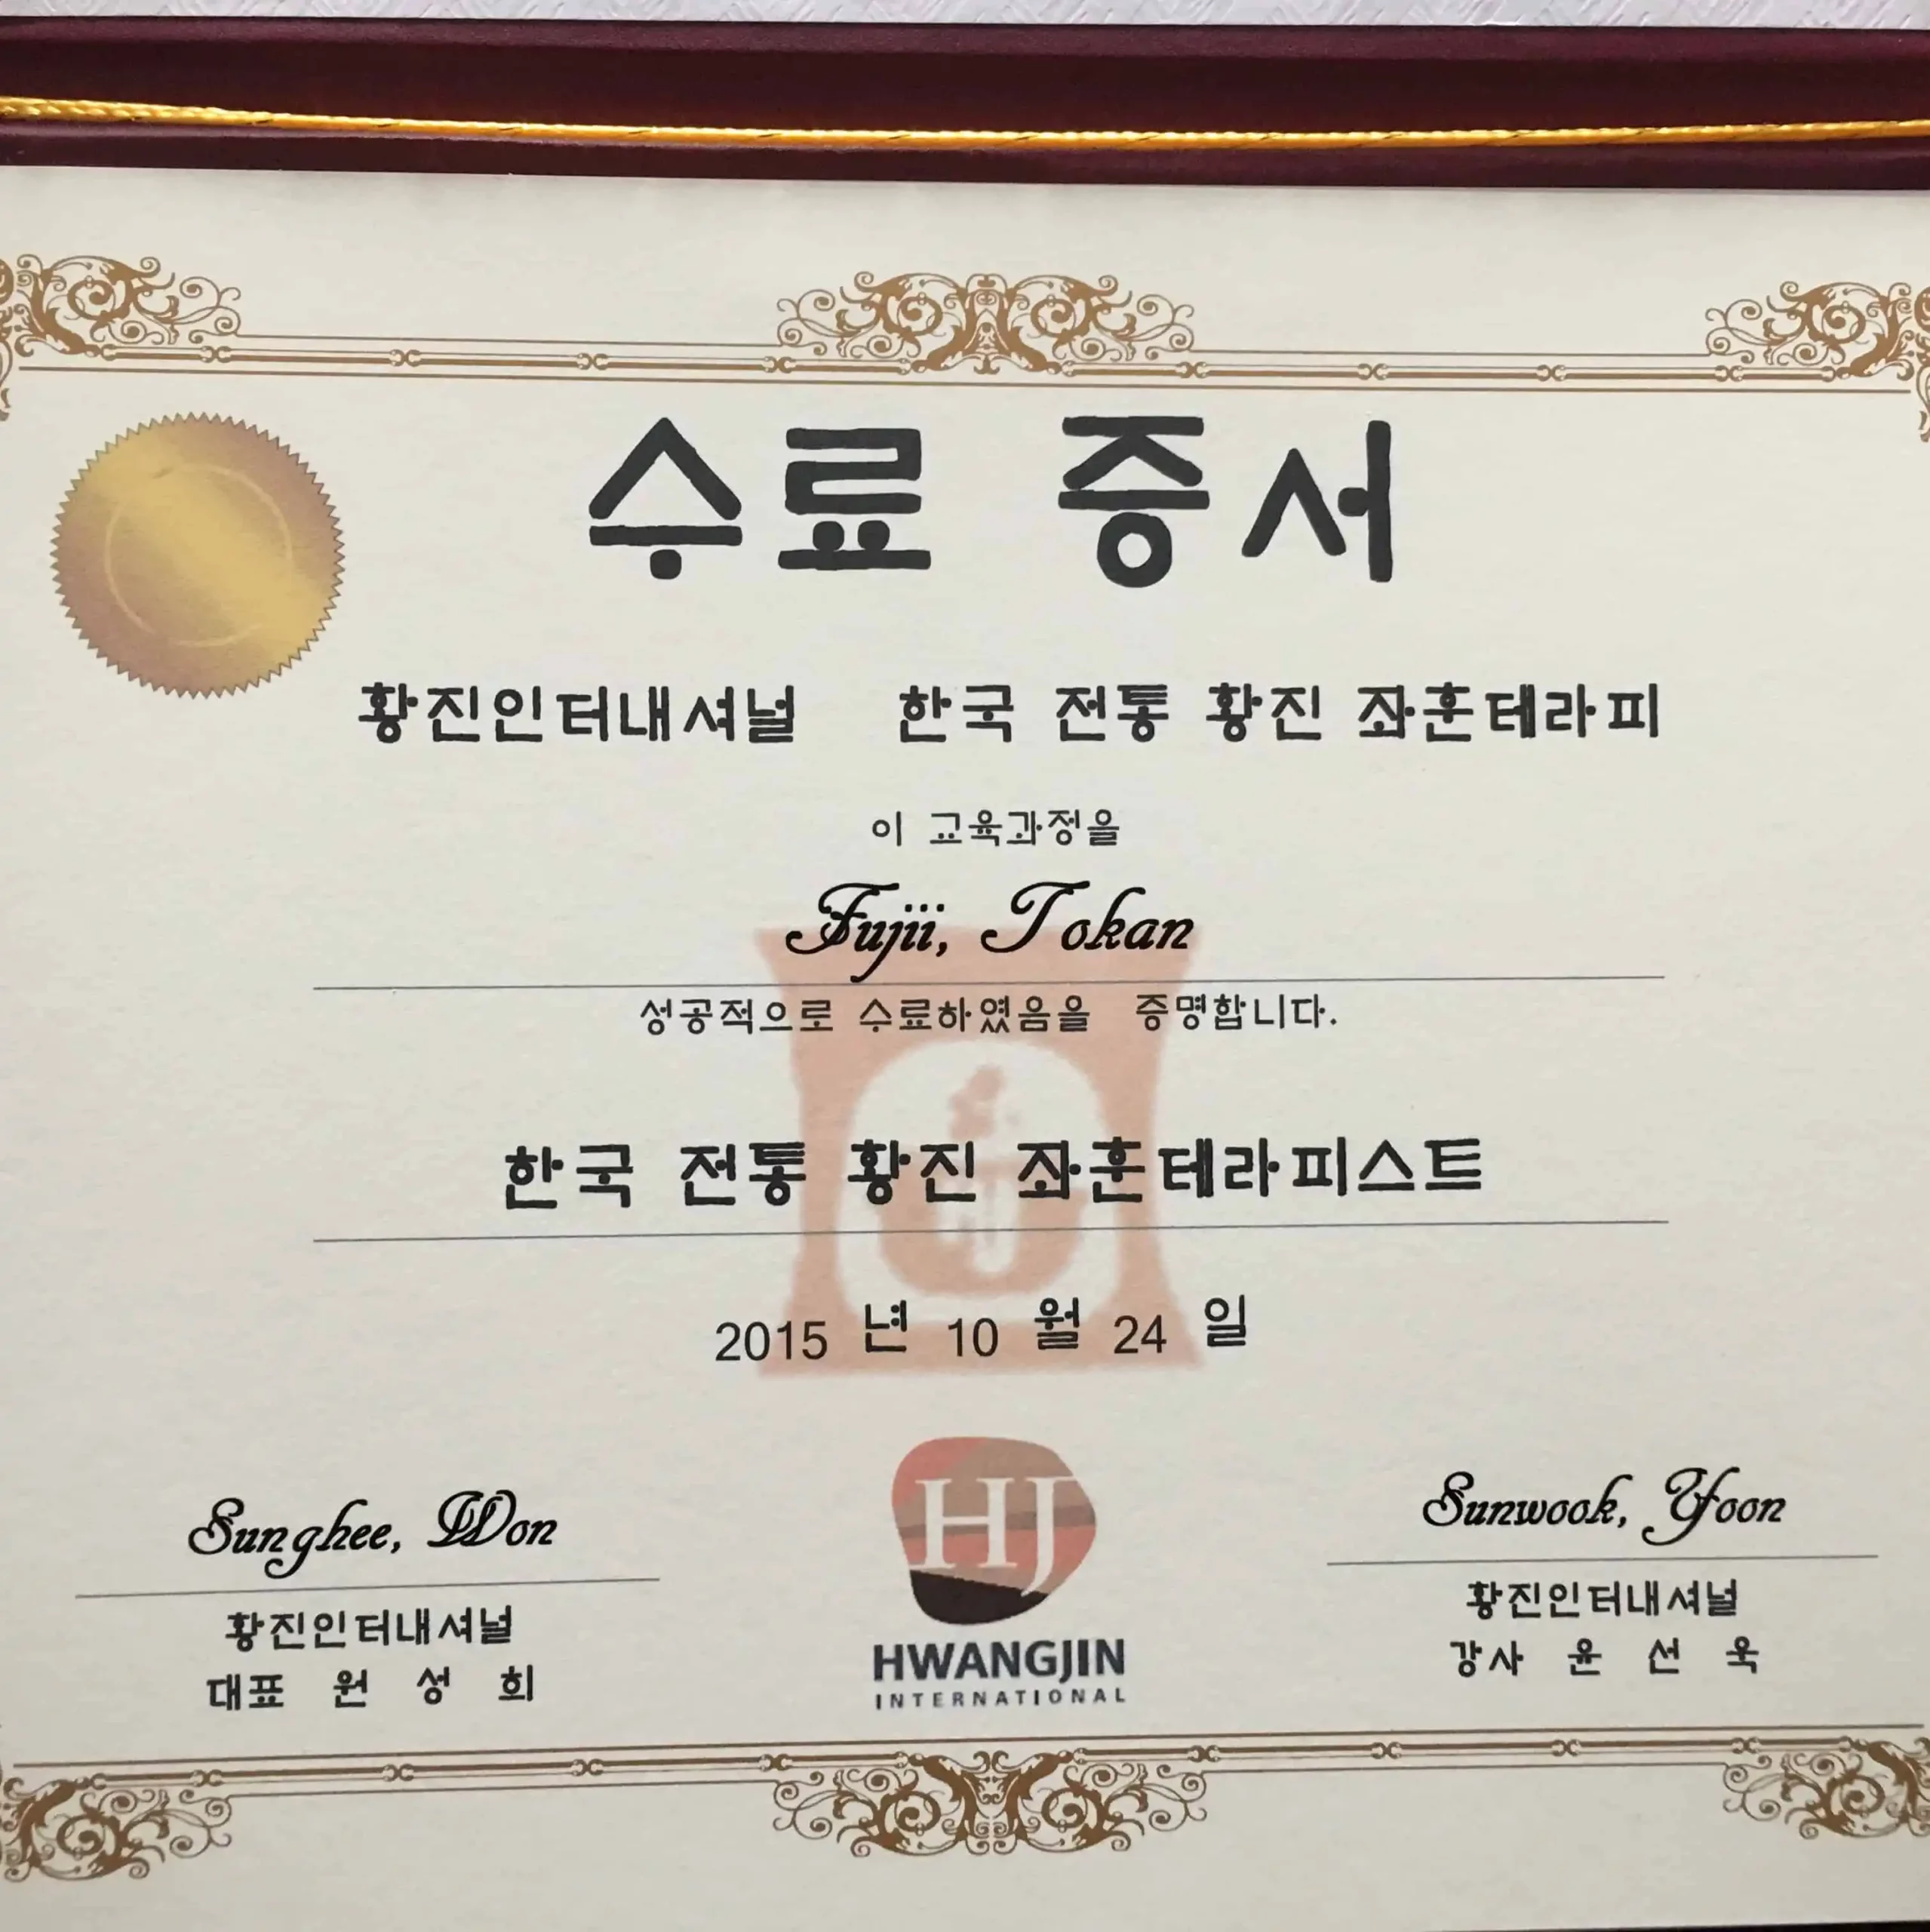 수료 증서
황진인터내셔널 한국 전통 황진 좌훈테라피
이 교육과정을
Fujii, Tokan
성공적으로 수료하였음을 증명합니다.
한국 전통 황진 좌훈테라피스트
2015 년 10 월 24 일
Sunghee, Won
황진인터내셔널
대표 원 성 희
HJ
HWANGJIN
INTERNATIONAL
Sunwook, Yoon
황진인터내셔널
강사 윤 선 욱